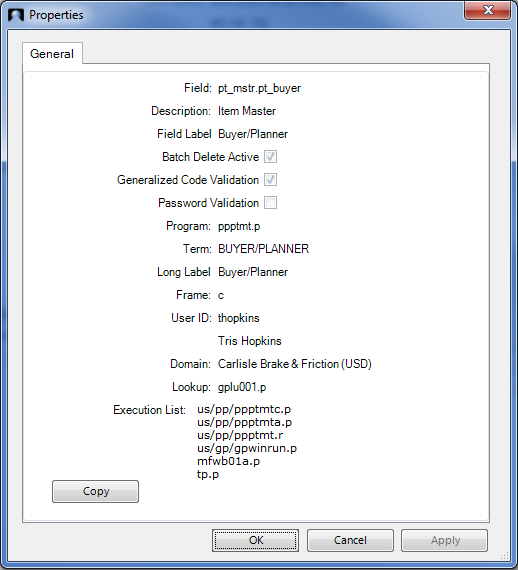 Properties
General
Field: pt_mstr.pt_buyer
Description: Item Master
Field Label Buyer/Planner
Batch Delete Active
Generalized Code Validation
Password Validation
Program: ppptmt.p
Term: BUYER/PLANNER
Long Label Buyer/Planner
Frame: c
User ID: thopkins
Tris Hopkins
Domain: Carlisle Brake & Friction (USD)
Lookup: gplu001.p
Execution List: us/pp/ppptmtc.p
us/pp/ppptmta.p
us/pp/ppptmt.r
us/gp/gpwinrun.p
mfwb01a.p
tp.p
Copy
OK Cancel Apply